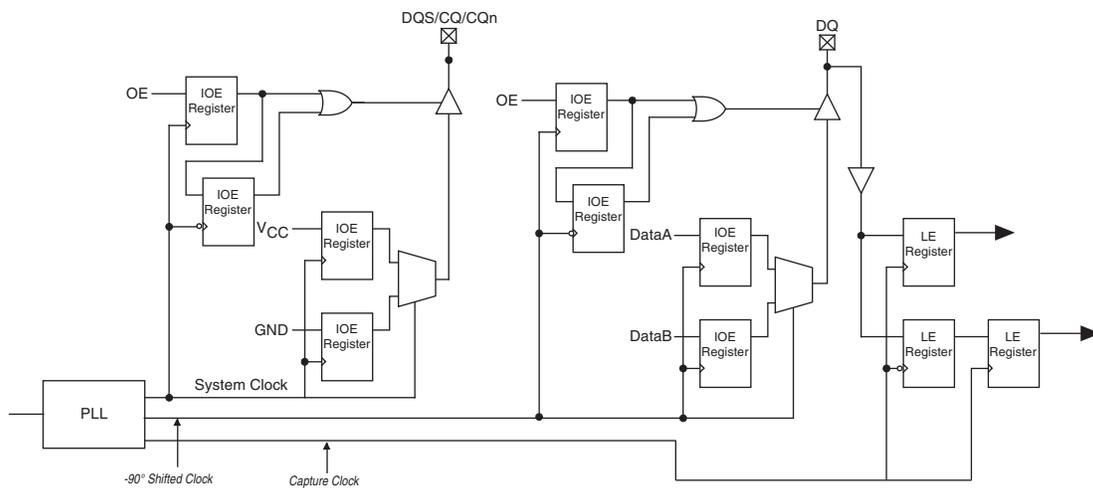 DQS/CQ/CQn
DQ
OE
IOE
Register
OE
IOE
Register
IOE
Register
IOE
Register
VCC
IOE
Register
DataA
IOE
Register
LE
Register
GND
IOE
Register
DataB
IOE
Register
LE
Register
LE
Register
System Clock
PLL
-90° Shifted Clock
Capture Clock